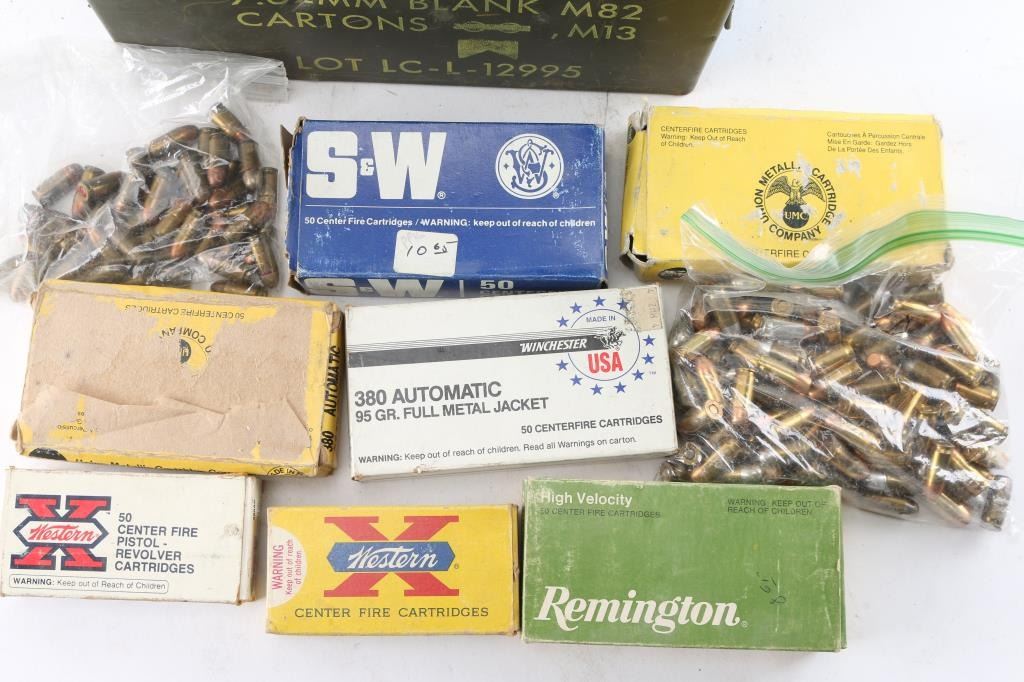 7.62MM BLANK M82
CARTONS , M13
LOT LC-L-12995
S&W®
50 Center Fire Cartridges / WARNING: keep out of reach of children
10 65
S&W 50
CENTERFIRE CARTRIDGES
Warning: Keep Out of Reach
of Children.
Cartouches À Percussion Centrale
Mise En Garde: Gardez Hors
De La Portée Des Enfants.
UNION METALLIC CARTRIDGE
UMC
COMPANY
50 CENTERFIRE CARTRIDGES
COMPANY
380 AUTOMATIC
MADE IN
WINCHESTER
USA
380 AUTOMATIC
95 GR. FULL METAL JACKET
50 CENTERFIRE CARTRIDGES
WARNING: Keep out of Reach of Children. Read all Warnings on carton.
X
Western
50
CENTER FIRE
PISTOL -
REVOLVER
CARTRIDGES
WARNING: Keep out of Reach of Children
WARNING
Keep out of reach
of children
X
Western®
CENTER FIRE CARTRIDGES
High Velocity
50 CENTER FIRE CARTRIDGES
WARNING: KEEP OUT OF
REACH OF CHILDREN.
Remington®